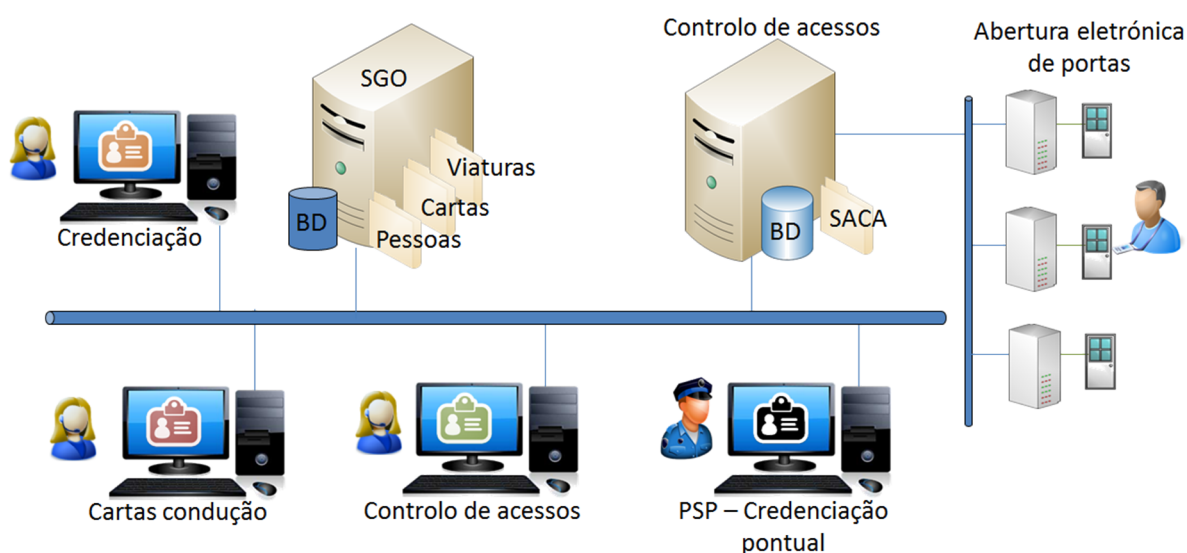 Controlo de acessos
Abertura eletrónica
de portas
SGO
Viaturas
Cartas
Pessoas
BD
SACA
BD
Credenciação
Cartas condução
Controlo de acessos
PSP – Credenciação
pontual